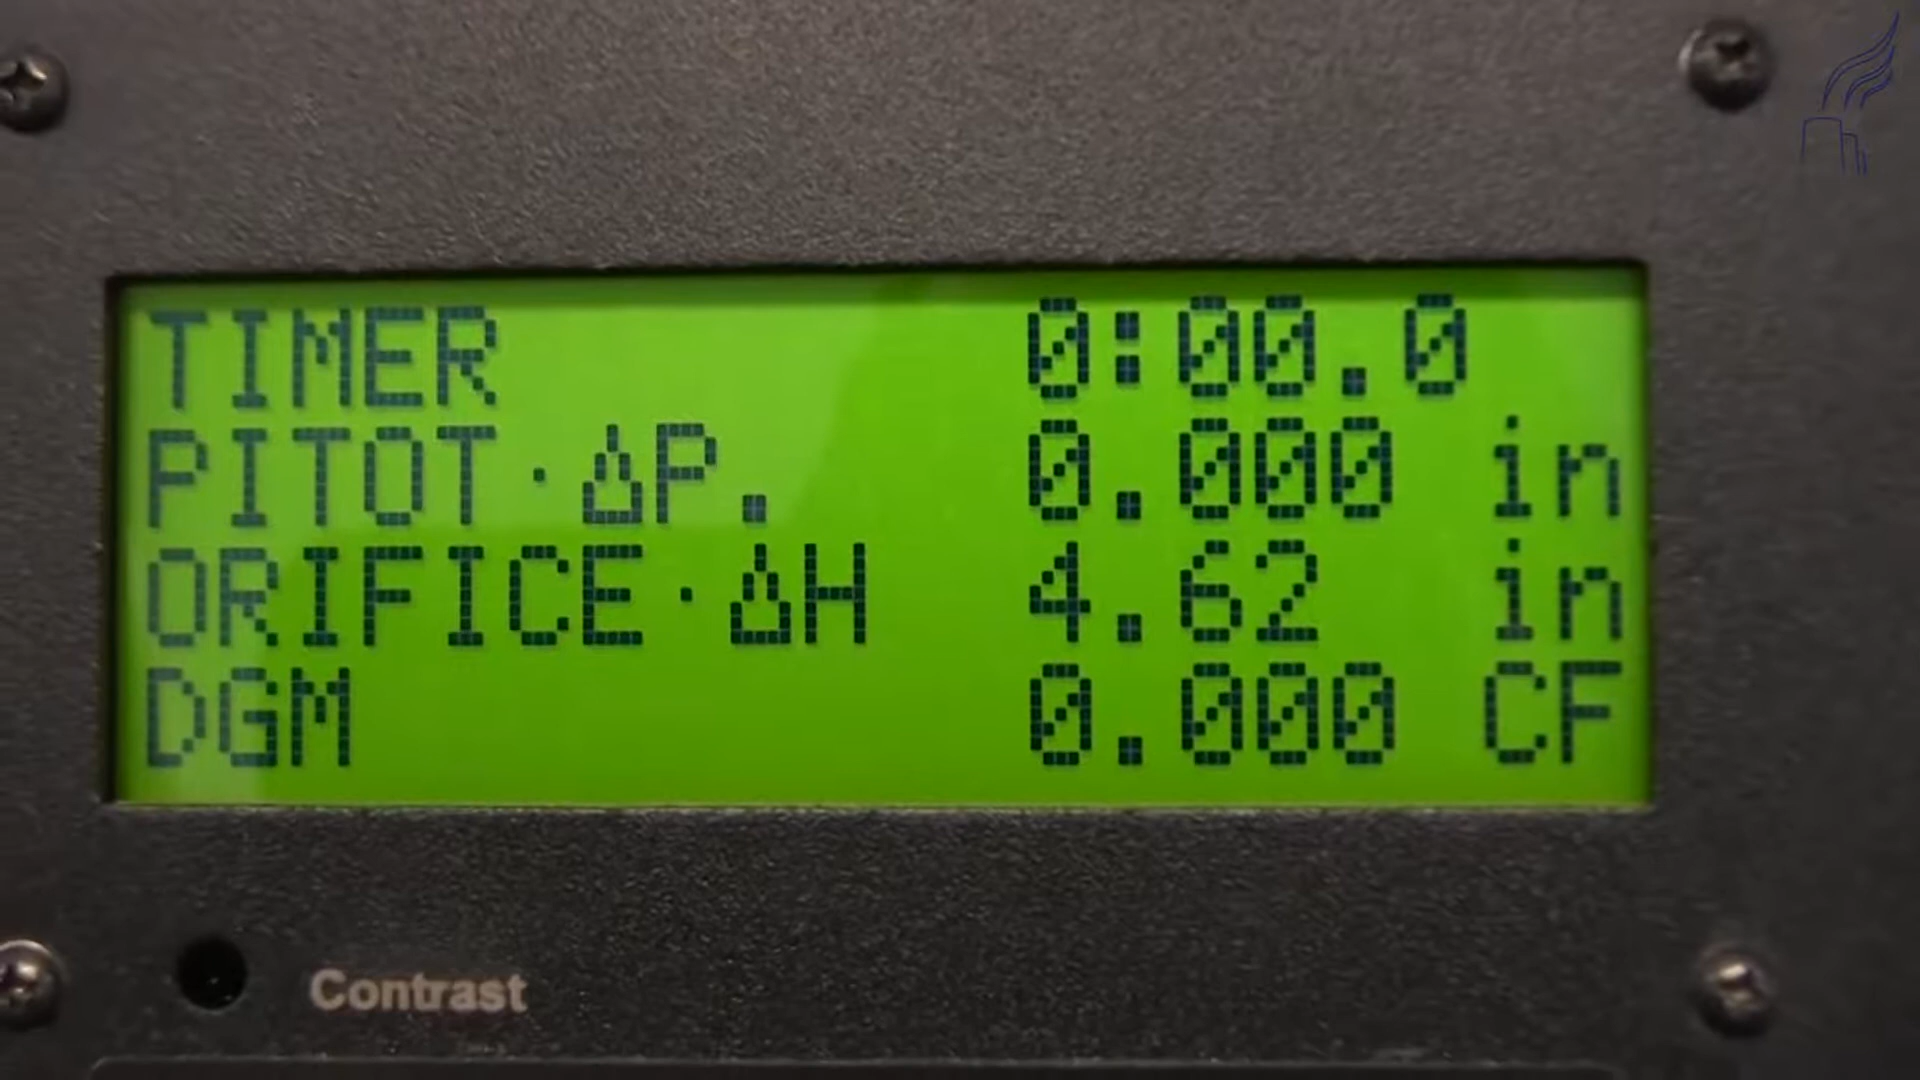 TIMER 0:00.0
PITOT·ΔP. 0.000 in
ORIFICE·ΔH 4.62 in
DGM 0.000 CF
Contrast